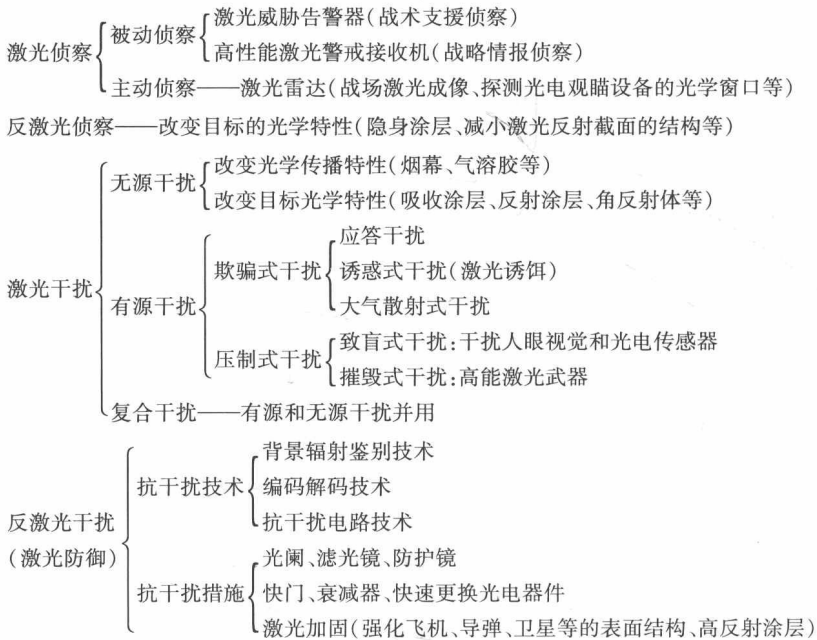 激光侦察
被动侦察
激光威胁告警器(战术支援侦察)
高性能激光警戒接收机(战略情报侦察)
主动侦察——激光雷达(战场激光成像、探测光电观瞄设备的光学窗口等)
反激光侦察——改变目标的光学特性(隐身涂层、减小激光反射截面的结构等)
激光干扰
无源干扰
改变光学传播特性(烟幕、气溶胶等)
改变目标光学特性(吸收涂层、反射涂层、角反射体等)
有源干扰
欺骗式干扰
应答干扰
诱惑式干扰(激光诱饵)
大气散射式干扰
压制式干扰
致盲式干扰:干扰人眼视觉和光电传感器
摧毁式干扰:高能激光武器
复合干扰——有源和无源干扰并用
反激光干扰
(激光防御)
抗干扰技术
背景辐射鉴别技术
编码解码技术
抗干扰电路技术
抗干扰措施
光阑、滤光镜、防护镜
快门、衰减器、快速更换光电器件
激光加固(强化飞机、导弹、卫星等的表面结构、高反射涂层)